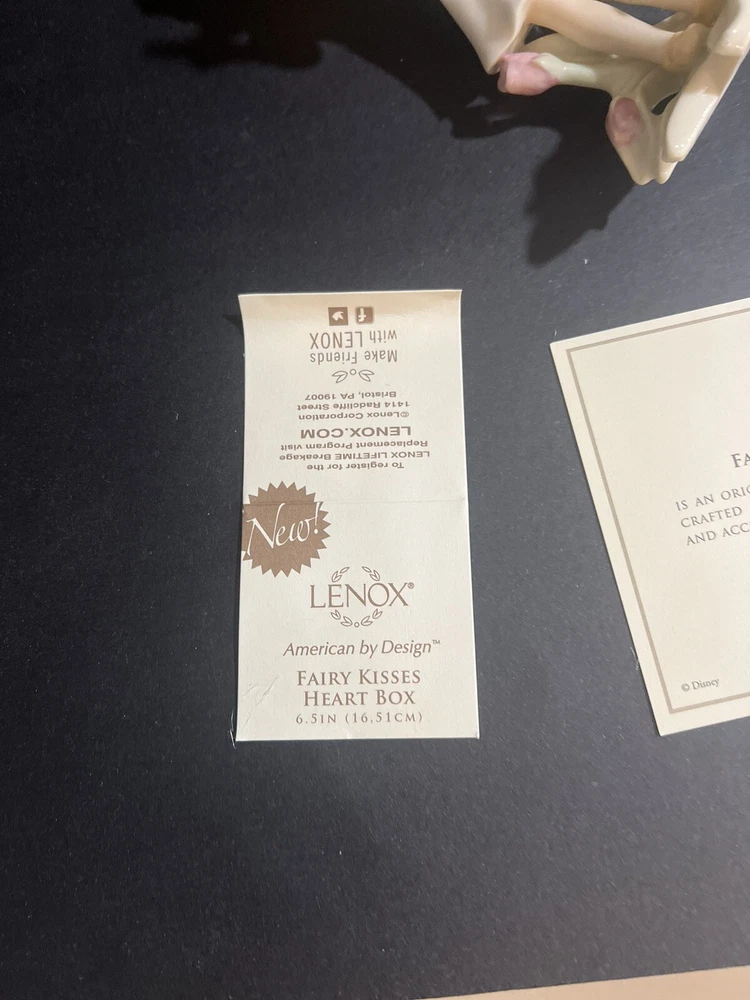 Make Friends
with LENOX
©Lenox Corporation
1414 Radcliffe Street
Bristol, PA 19007
To register for the
LENOX LIFETIME Breakage
Replacement Program visit
LENOX.COM
New!
LENOX®
American by Design™
FAIRY KISSES
HEART BOX
6.5IN (16,51CM)
FA
IS AN ORIG
CRAFTED
AND ACC
© Disney